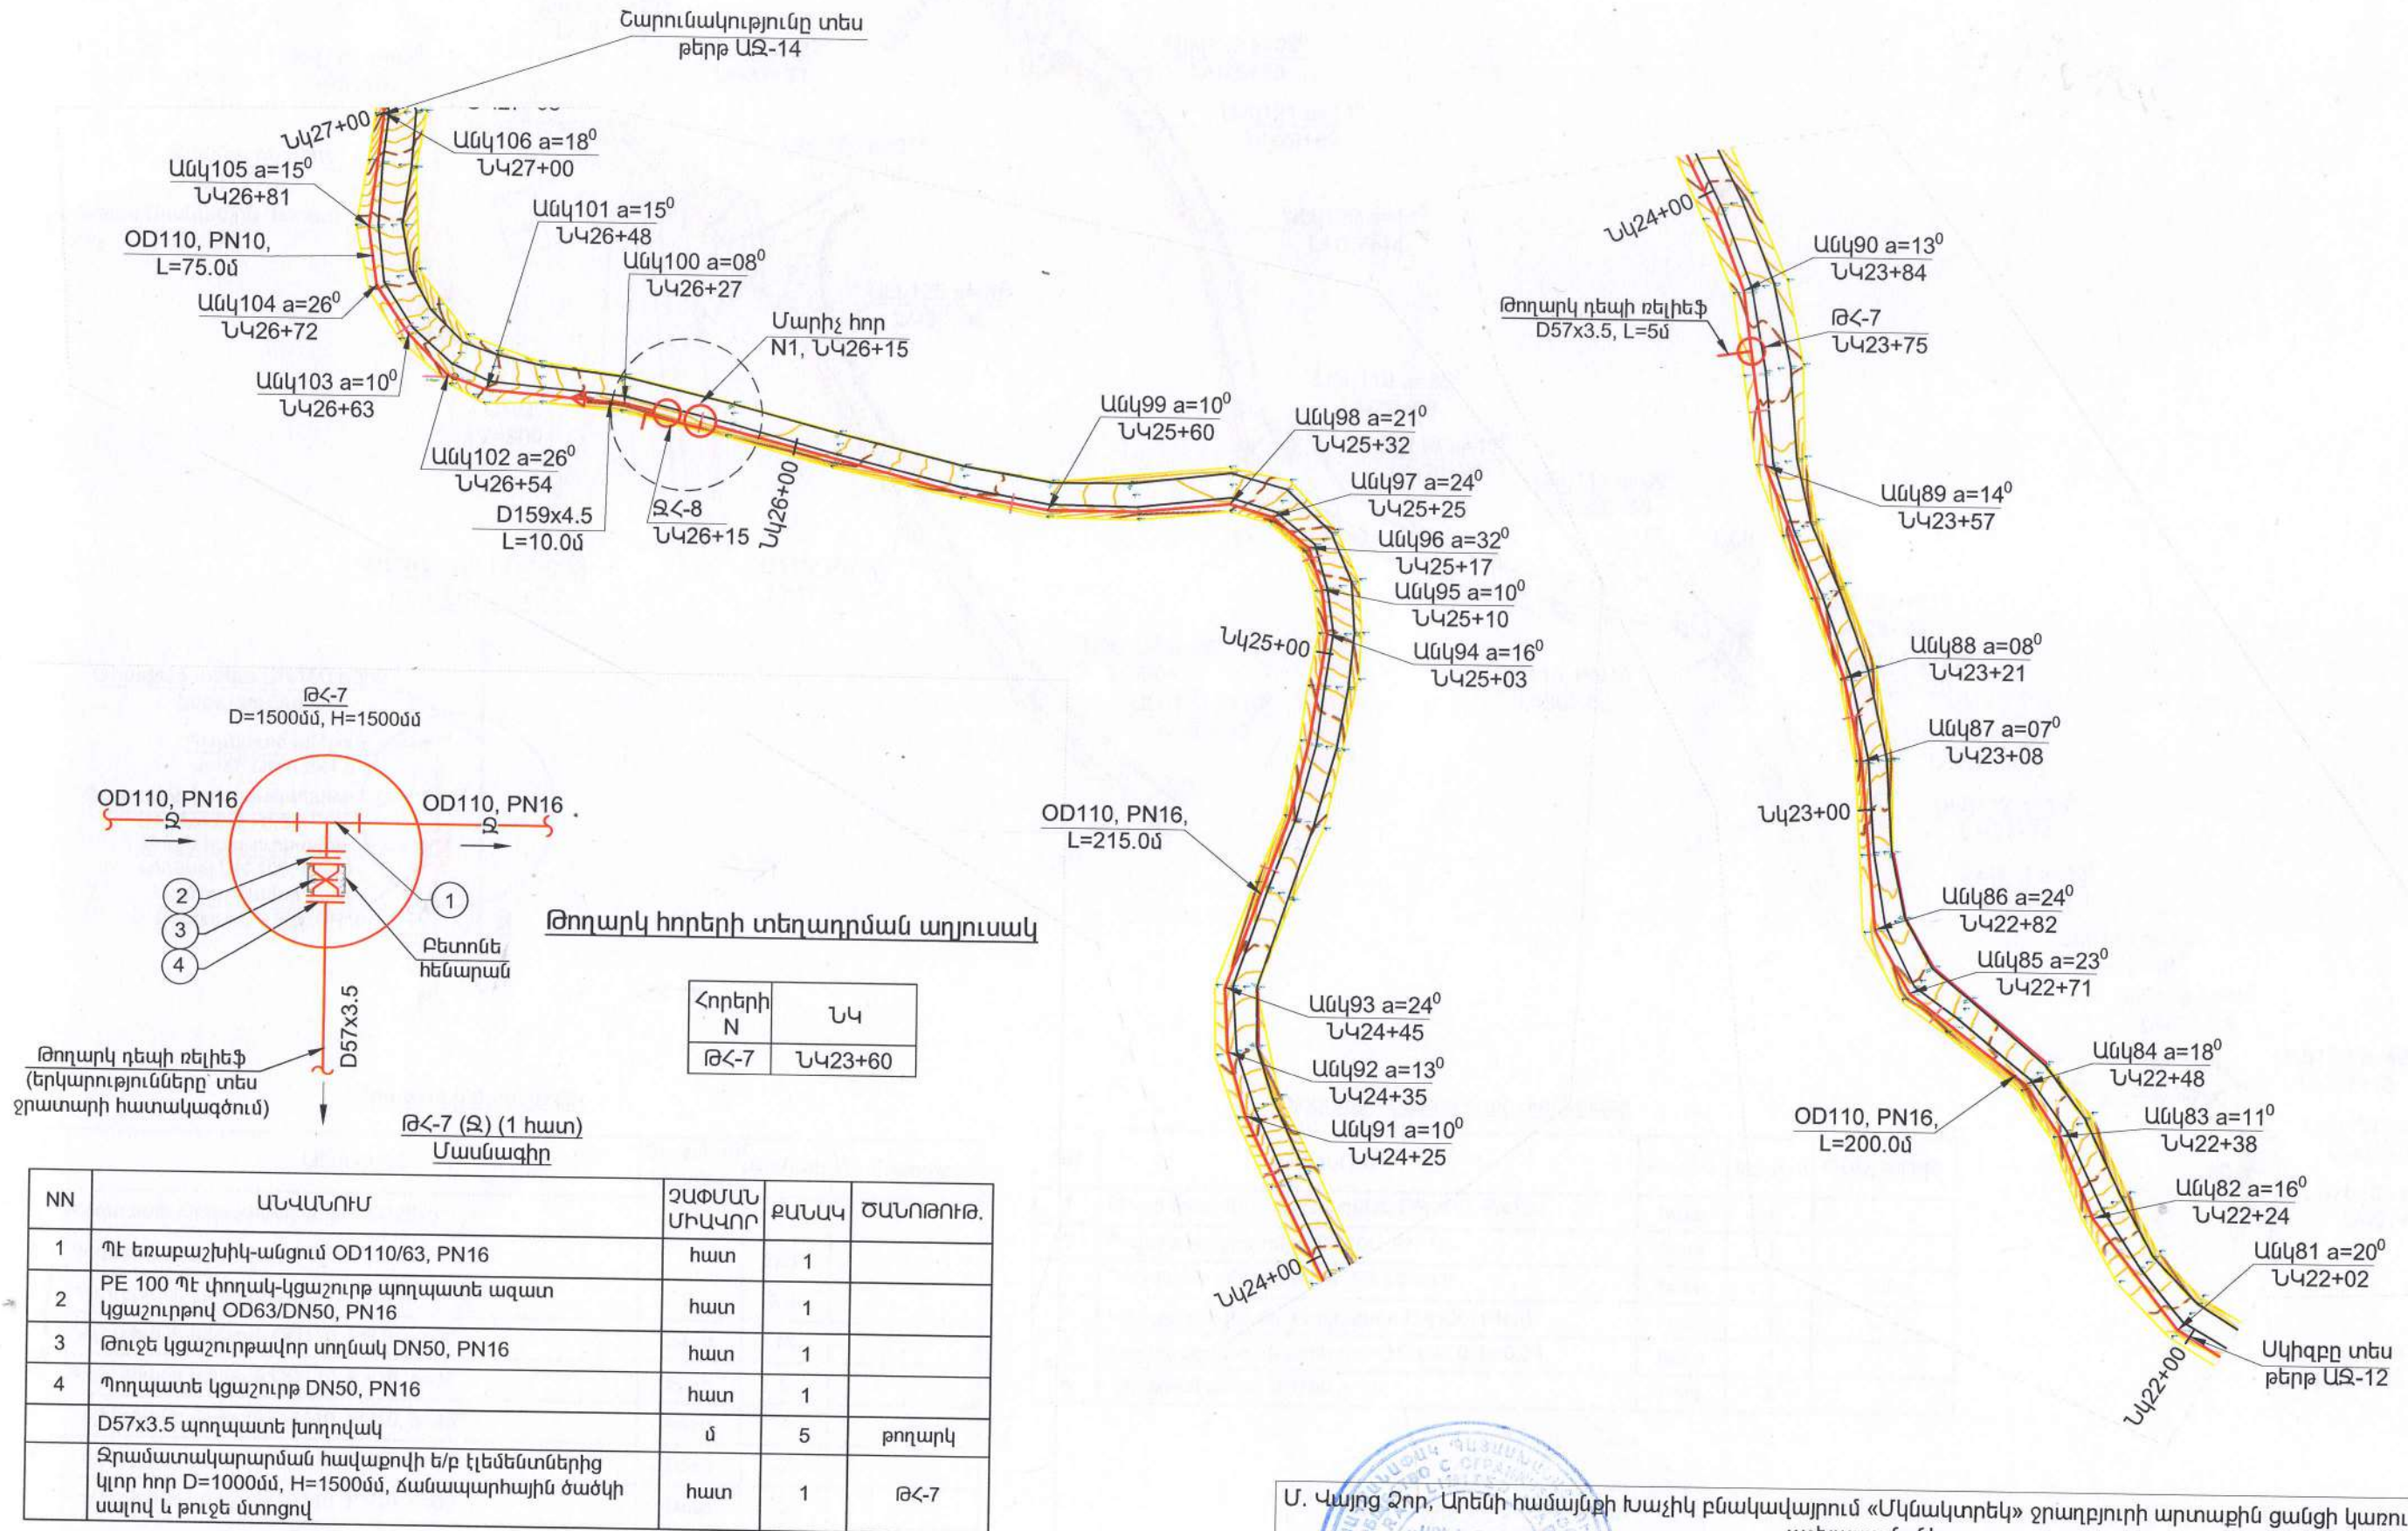 Շարունակությունը տես
թերթ ԱՋ-14
Նկ27+00
Անկ106 a=18⁰
ՆԿ27+00
Անկ105 a=15⁰
ՆԿ26+81
OD110, PN10,
L=75.0մ
Անկ104 a=26⁰
ՆԿ26+72
Անկ103 a=10⁰
ՆԿ26+63
Անկ102 a=26⁰
ՆԿ26+54
Անկ101 a=15⁰
ՆԿ26+48
Անկ100 a=08⁰
ՆԿ26+27
Մարիչ հոր
N1, ՆԿ26+15
D159x4.5
L=10.0մ
ՋՀ-8
ՆԿ26+15
Նկ26+00
Անկ99 a=10⁰
ՆԿ25+60
Անկ98 a=21⁰
ՆԿ25+32
Անկ97 a=24⁰
ՆԿ25+25
Անկ96 a=32⁰
ՆԿ25+17
Անկ95 a=10⁰
ՆԿ25+10
Նկ25+00
Անկ94 a=16⁰
ՆԿ25+03
OD110, PN16,
L=215.0մ
Անկ93 a=24⁰
ՆԿ24+45
Անկ92 a=13⁰
ՆԿ24+35
Անկ91 a=10⁰
ՆԿ24+25
Նկ24+00
Նկ24+00
Անկ90 a=13⁰
ՆԿ23+84
Թողարկ դեպի ռելիեֆ
D57x3.5, L=5մ
ԹՀ-7
ՆԿ23+75
Անկ89 a=14⁰
ՆԿ23+57
Անկ88 a=08⁰
ՆԿ23+21
Անկ87 a=07⁰
ՆԿ23+08
Նկ23+00
Անկ86 a=24⁰
ՆԿ22+82
Անկ85 a=23⁰
ՆԿ22+71
Անկ84 a=18⁰
ՆԿ22+48
OD110, PN16,
L=200.0մ
Անկ83 a=11⁰
ՆԿ22+38
Անկ82 a=16⁰
ՆԿ22+24
Անկ81 a=20⁰
ՆԿ22+02
Նկ22+00
Սկիզբը տես
թերթ ԱՋ-12
ԹՀ-7
D=1500մմ, H=1500մմ
OD110, PN16
OD110, PN16
Ջ
Ջ
2
3
4
1
Բետոնե
հենարան
D57x3.5
Թողարկ դեպի ռելիեֆ
(երկարությունները՝ տես
ջրատարի հատակագծում)
Թողարկ հորերի տեղադրման աղյուսակ
Հորերի N | ՆԿ
ԹՀ-7 | ՆԿ23+60
ԹՀ-7 (Ջ) (1 հատ)
Մասնագիր
NN | ԱՆՎԱՆՈՒՄ | ՉԱՓՄԱՆ ՄԻԱՎՈՐ | ՔԱՆԱԿ | ԾԱՆՈԹՈՒԹ.
1 | Պէ եռաբաշխիկ-անցում OD110/63, PN16 | հատ | 1
2 | PE 100 Պէ փողակ-կցաշուրթ պողպատե ազատ
կցաշուրթով OD63/DN50, PN16 | հատ | 1
3 | Թուջե կցաշուրթավոր սողնակ DN50, PN16 | հատ | 1
4 | Պողպատե կցաշուրթ DN50, PN16 | հատ | 1
D57x3.5 պողպատե խողովակ | մ | 5 | թողարկ
Ջրամատակարարման հավաքովի ե/բ էլեմենտներից
կլոր հոր D=1000մմ, H=1500մմ, ճանապարհային ծածկի
սալով և թուջե մտոցով | հատ | 1 | ԹՀ-7
Մ. Վայոց Ձոր, Արենի համայնքի Խաչիկ բնակավայրում «Մկնակտրեկ» ջրաղբյուրի արտաքին ցանցի